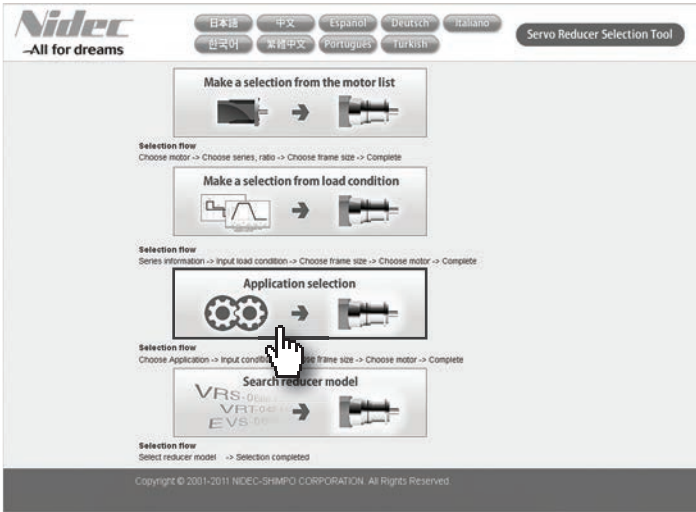 Nidec
-All for dreams
日本語 中文 Español Deutsch Italiano
한국어 繁體中文 Portugues Turkish
Servo Reducer Selection Tool
Make a selection from the motor list
Selection flow
Choose motor -> Choose series, ratio -> Choose frame size -> Complete
Make a selection from load condition
Selection flow
Series information -> Input load condition -> Choose frame size -> Choose motor -> Complete
Application selection
Selection flow
Choose Application -> Input frame size -> Choose motor -> Complete
Search reducer model
VRS-
VRT-
EVS-
Selection flow
Select reducer model -> Selection completed
Copyright © 2001-2011 NIDEC-SHIMPO CORPORATION. All Rights Reserved.